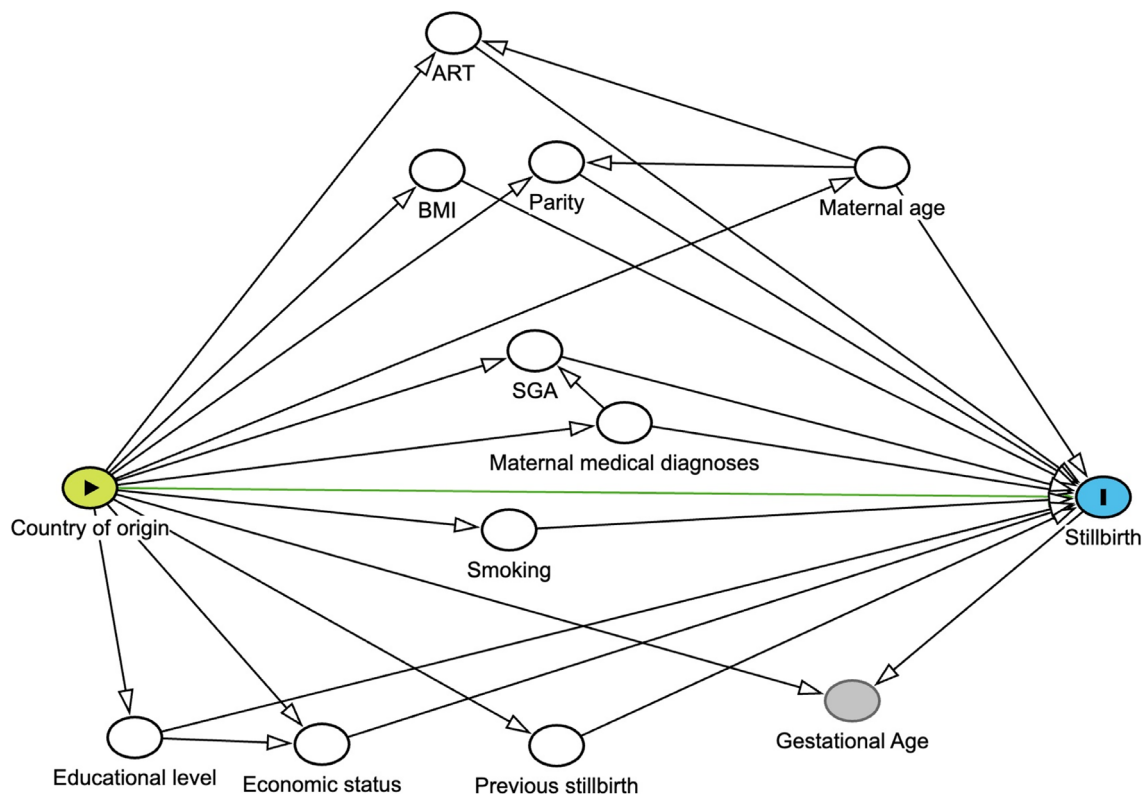 ART
BMI
Parity
Maternal age
SGA
Maternal medical diagnoses
Country of origin
Stillbirth
Smoking
Gestational Age
Educational level
Economic status
Previous stillbirth